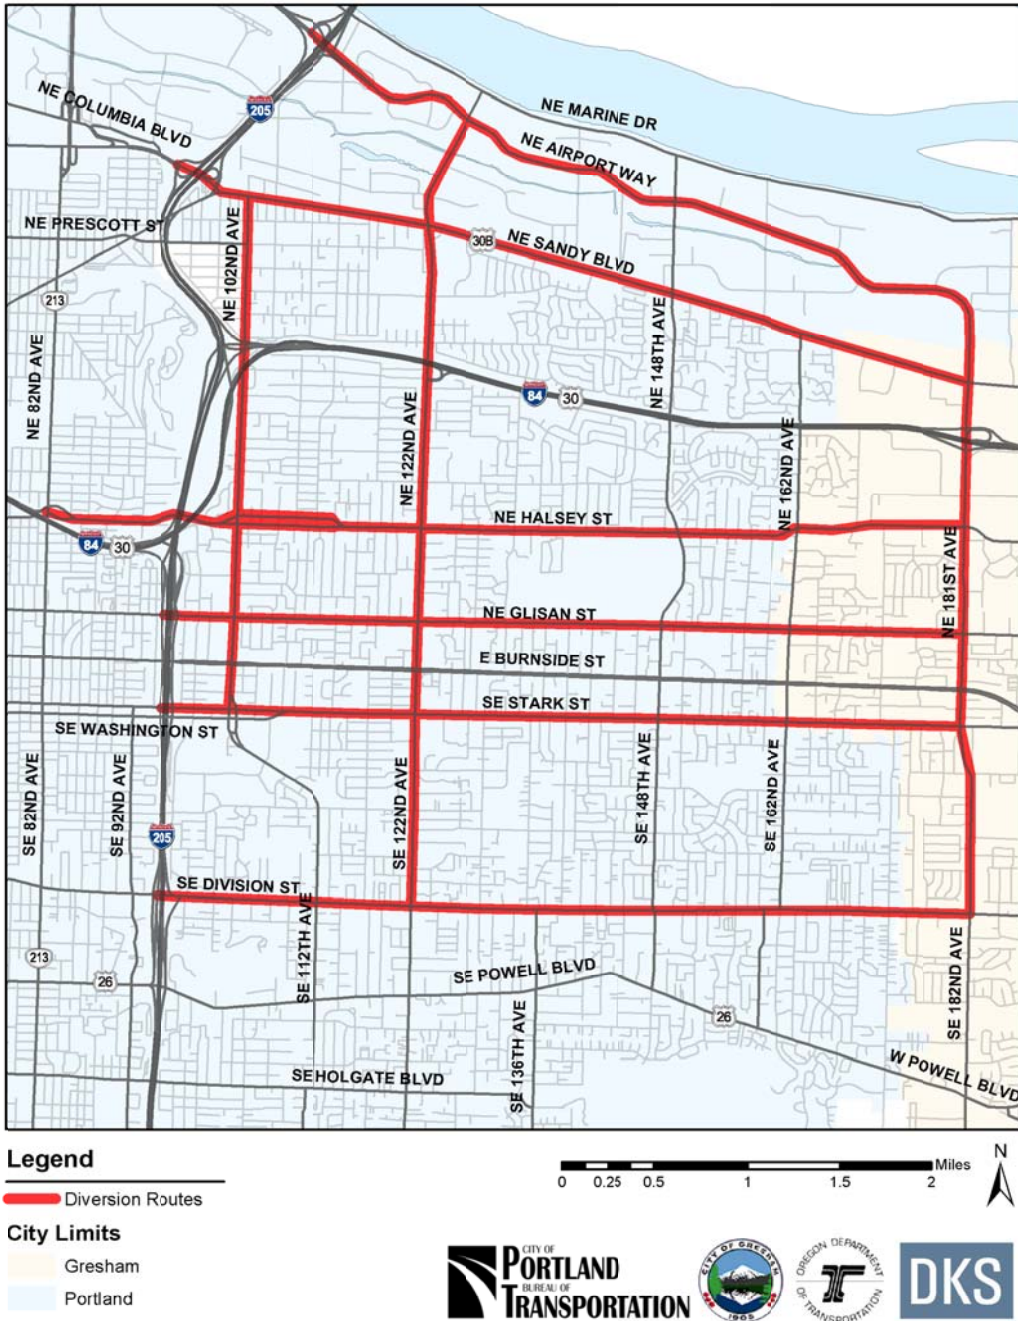 NE MARINE DR
NE COLUMBIA BLVD
205
NE AIRPORT WAY
NE PRESCOTT ST
NE 102ND AVE
30B
NE SANDY BLVD
213
NE 82ND AVE
NE 148TH AVE
84
30
NE 122ND AVE
NE 162ND AVE
NE HALSEY ST
84
30
NE 181ST AVE
NE GLISAN ST
E BURNSIDE ST
SE STARK ST
SE WASHINGTON ST
SE 82ND AVE
SE 92ND AVE
205
SE 122ND AVE
SE 148TH AVE
SE 162ND AVE
SE DIVISION ST
SE 112TH AVE
213
26
SE POWELL BLVD
SE 182ND AVE
26
SE 136TH AVE
W POWELL BLVD
SE HOLGATE BLVD
Legend
Diversion Routes
City Limits
Gresham
Portland
0 0.25 0.5 1 1.5 2 Miles
N
CITY OF
PORTLAND
BUREAU OF
TRANSPORTATION
CITY OF GRESHAM
1905
OREGON DEPARTMENT
OF TRANSPORTATION
DKS